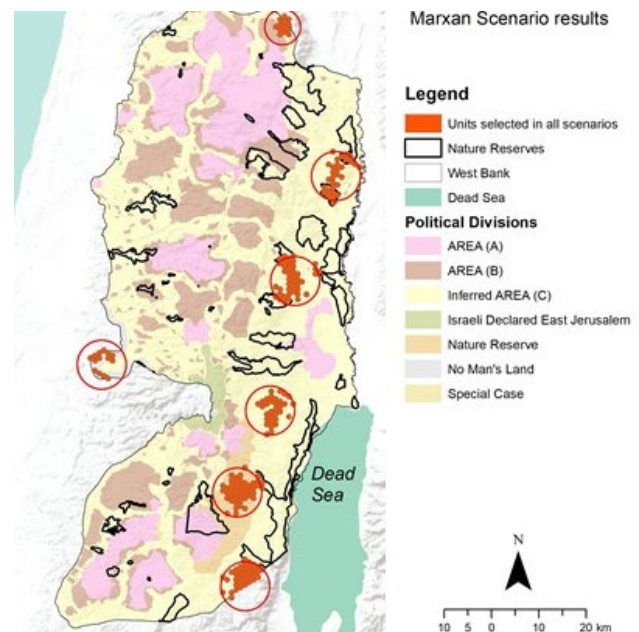 Marxan Scenario results
Legend
Units selected in all scenarios
Nature Reserves
West Bank
Dead Sea
Political Divisions
AREA (A)
AREA (B)
Inferred AREA (C)
Israeli Declared East Jerusalem
Nature Reserve
No Man's Land
Special Case
Dead
Sea
N
10 5 0 10 20 km